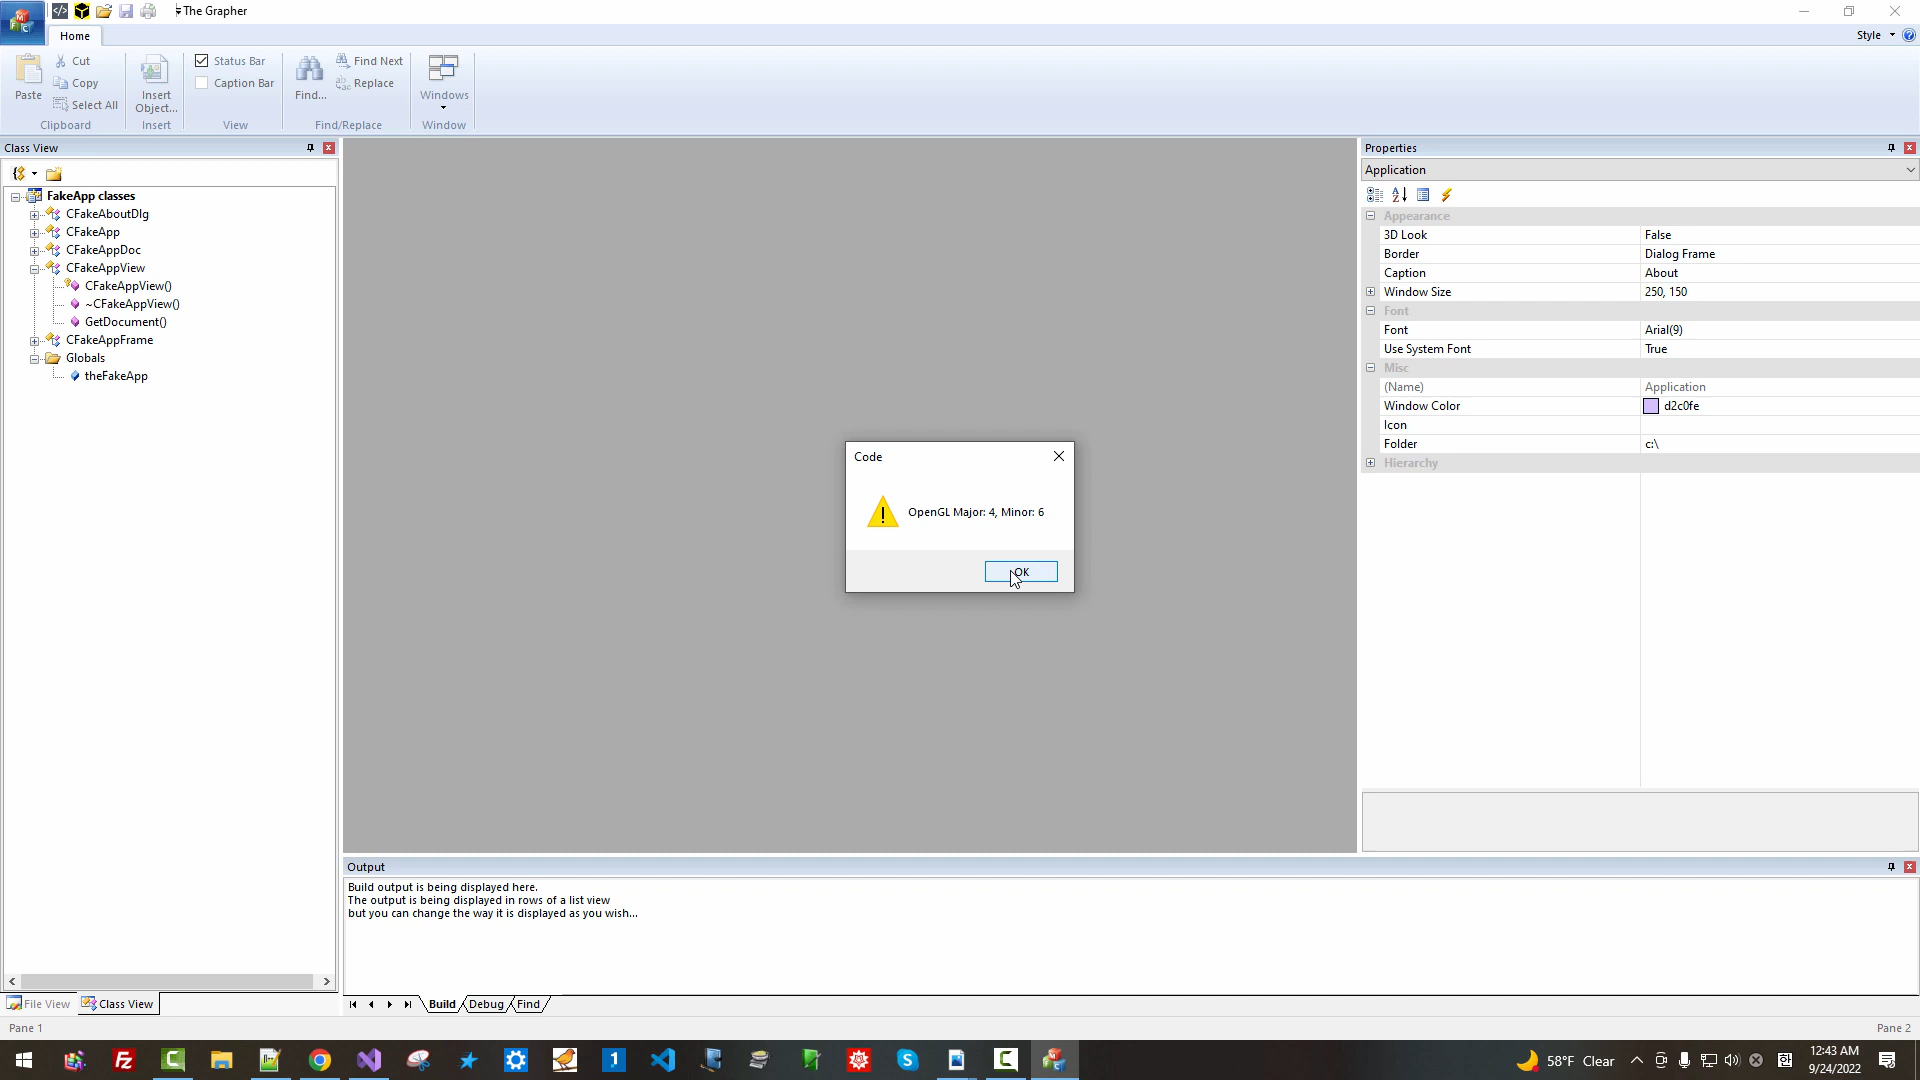 The Grapher
Home
Style
Paste
Cut
Copy
Select All
Clipboard
Insert
Object...
Insert
Status Bar
Caption Bar
View
Find...
Find Next
Replace
Find/Replace
Windows
Window
Class View
FakeApp classes
CFakeAboutDlg
CFakeApp
CFakeAppDoc
CFakeAppView
CFakeAppView()
~CFakeAppView()
GetDocument()
CFakeAppFrame
Globals
theFakeApp
File View
Class View
Code
OpenGL Major: 4, Minor: 6
OK
Properties
Application
Appearance
3D Look False
Border Dialog Frame
Caption About
Window Size 250, 150
Font
Font Arial(9)
Use System Font True
Misc
(Name) Application
Window Color d2c0fe
Icon
Folder c:\
Hierarchy
Output
Build output is being displayed here.
The output is being displayed in rows of a list view
but you can change the way it is displayed as you wish...
Build Debug Find
Pane 1
Pane 2
58°F Clear
12:43 AM
9/24/2022